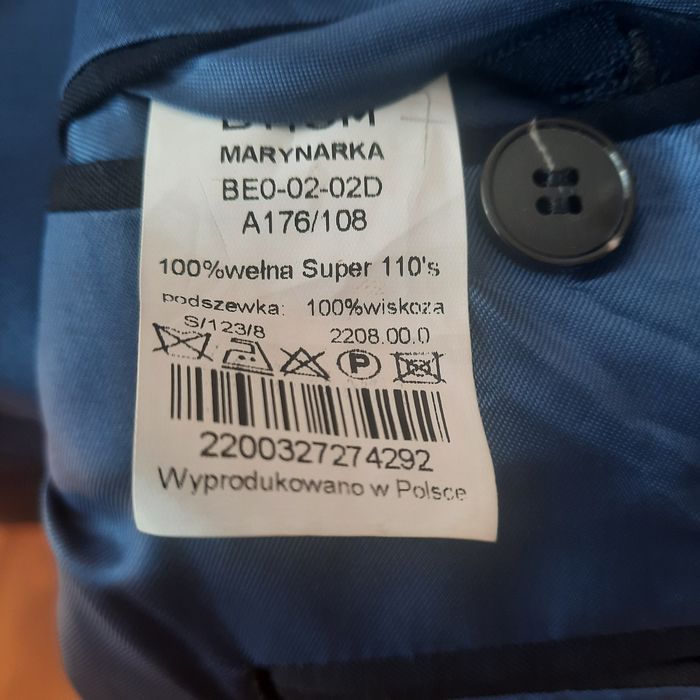 MARYNARKA
BE0-02-02D
A176/108
100%wełna Super 110's
podszewka: 100%wiskoza
S/123/8 2208.00.0
P
2200327274292
Wyprodukowano w Polsce